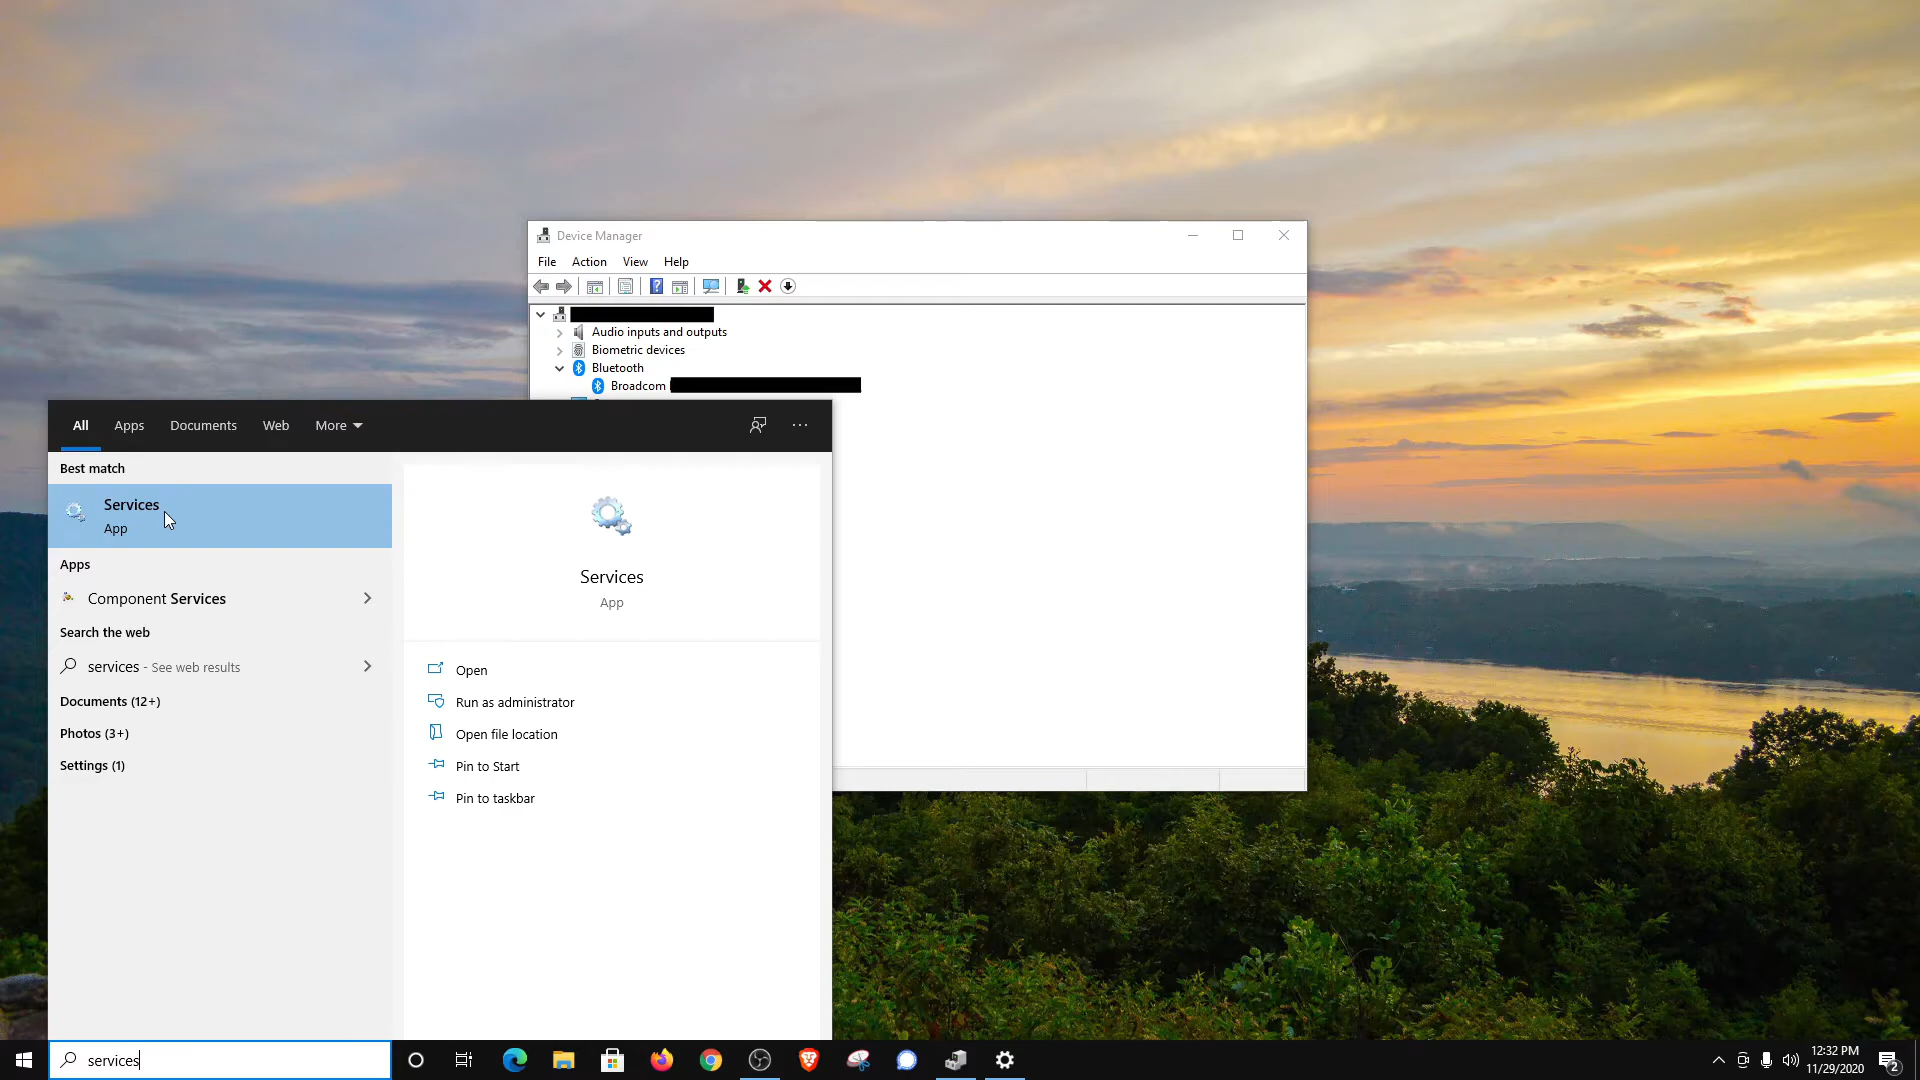 Device Manager
File Action View Help
Audio inputs and outputs
Biometric devices
Bluetooth
Broadcom
All Apps Documents Web More
Best match
Services
App
Apps
Component Services
Search the web
services - See web results
Documents (12+)
Photos (3+)
Settings (1)
Services
App
Open
Run as administrator
Open file location
Pin to Start
Pin to taskbar
services
12:32 PM
11/29/2020
2